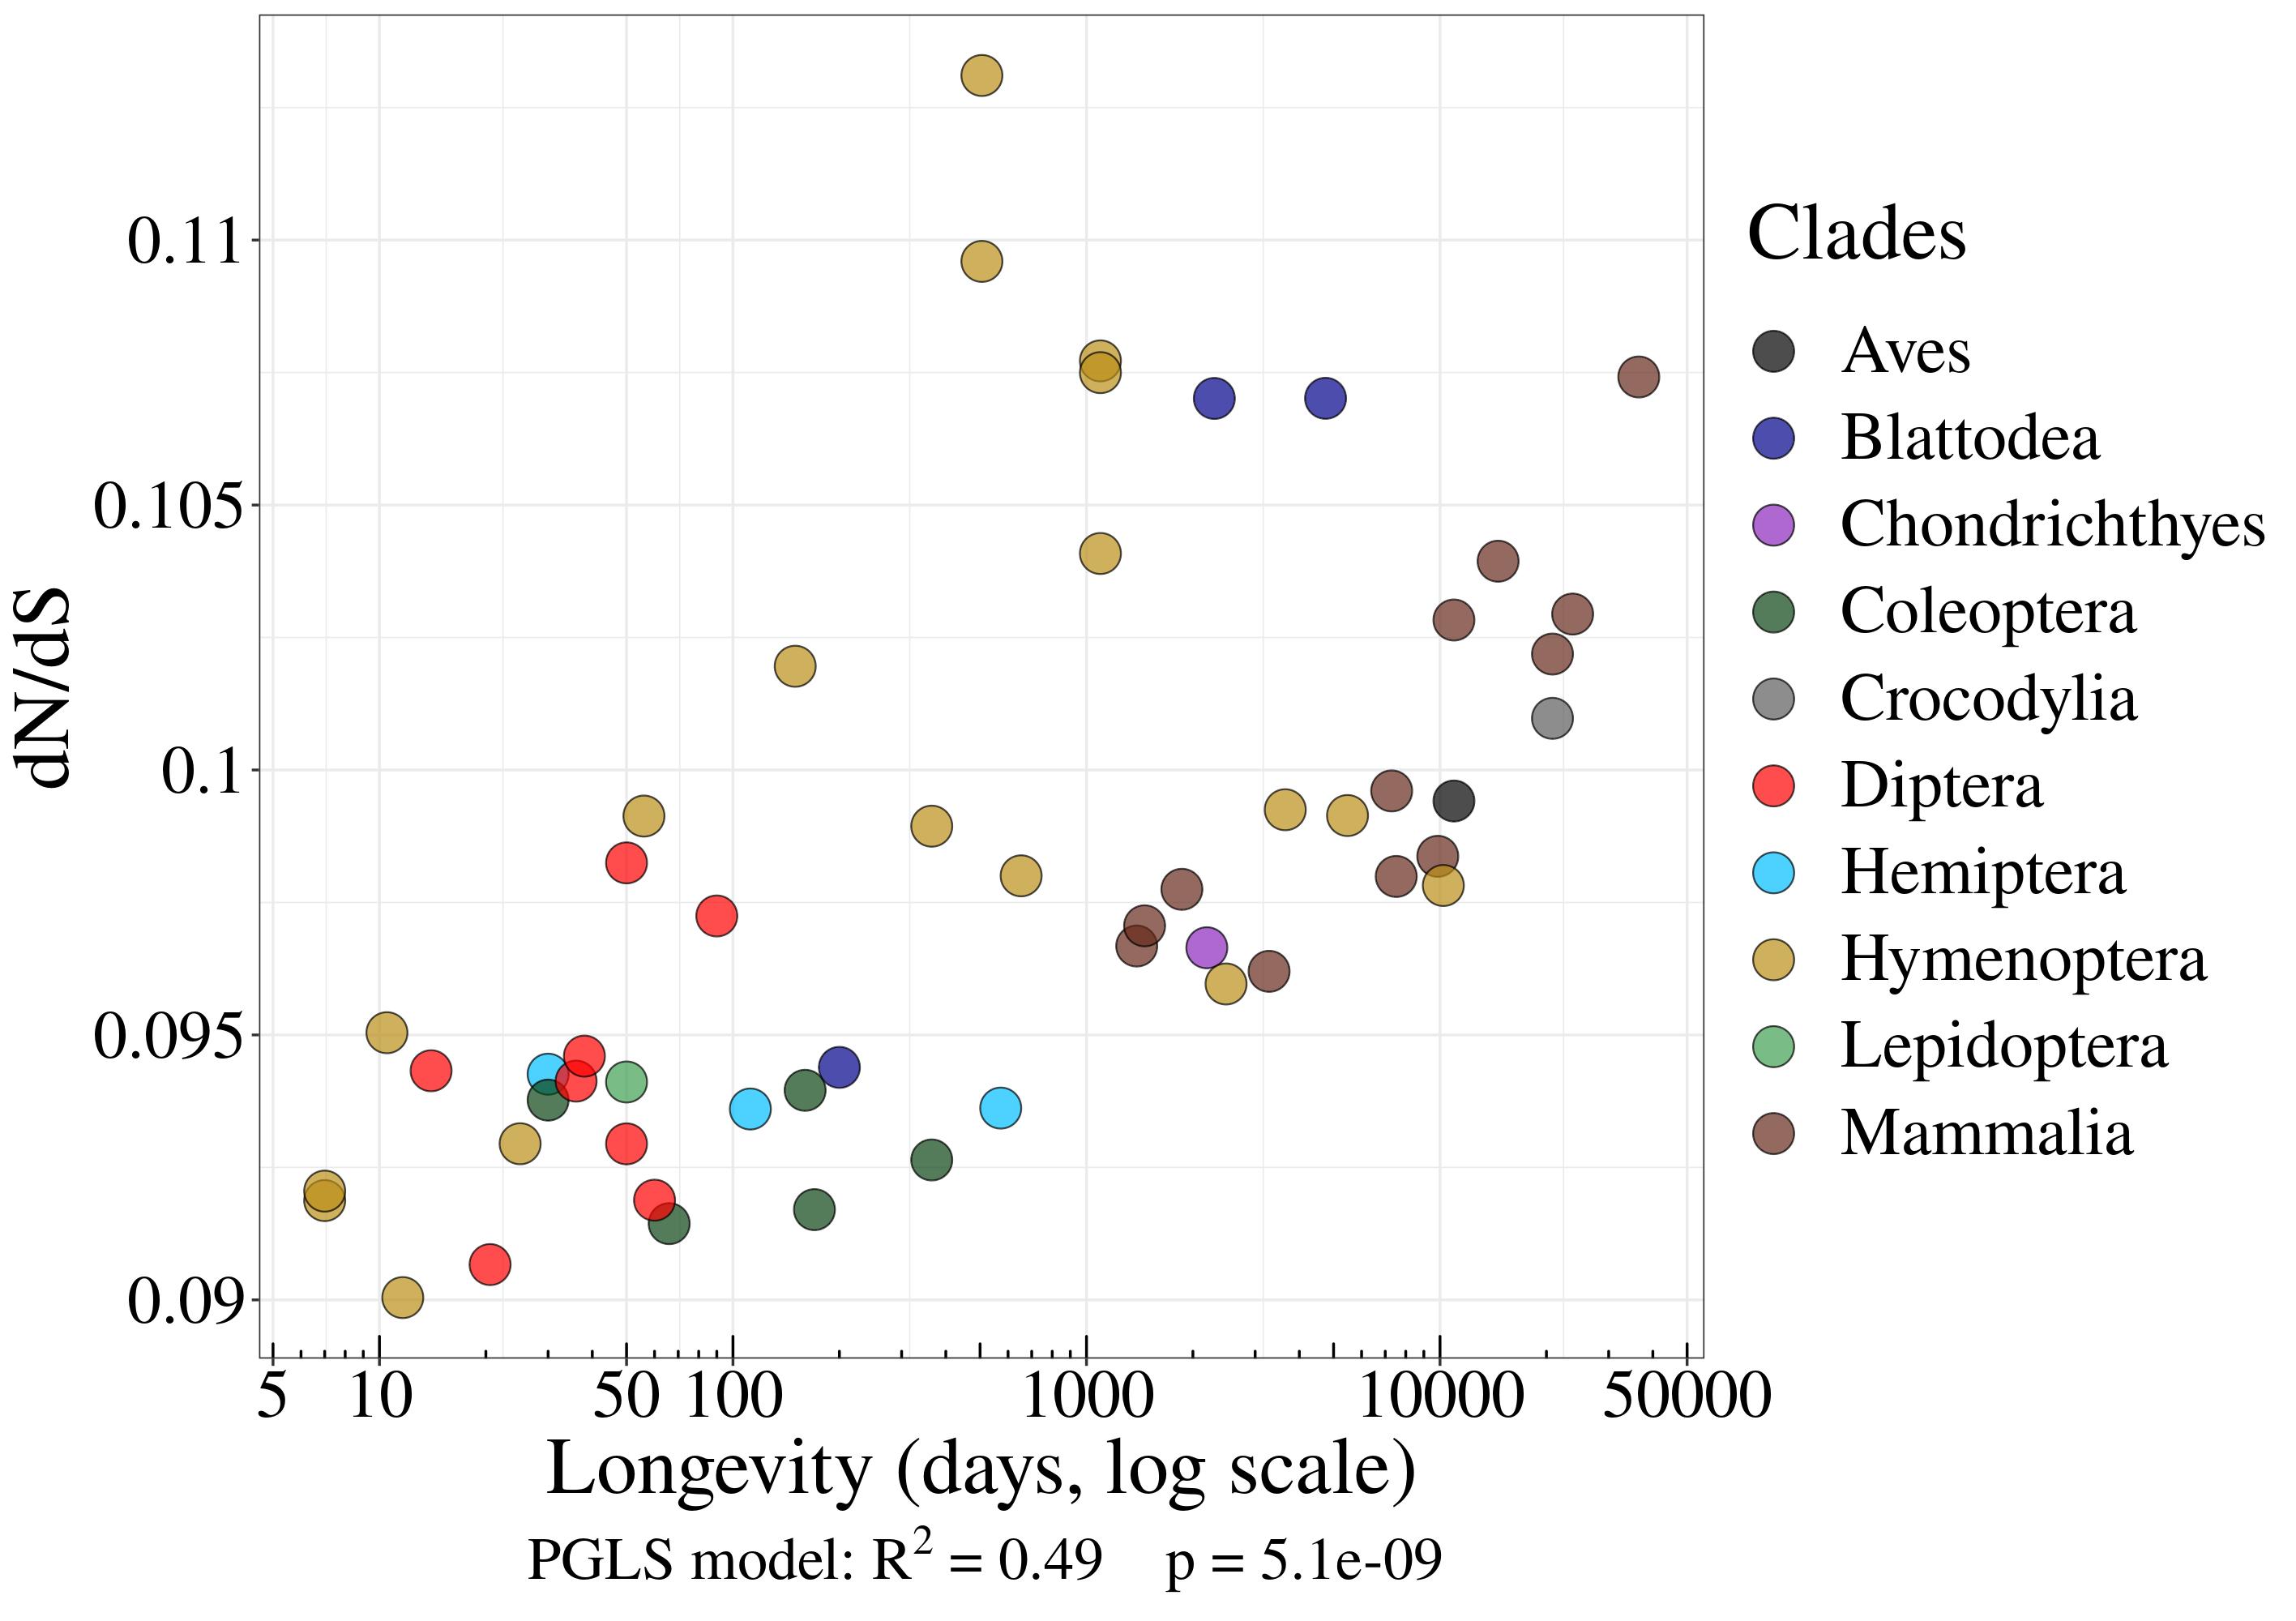 0.11
0.105
0.1
0.095
0.09
dN/dS
5 10 50 100 1000 10000 50000
Longevity (days, log scale)
PGLS model: R² = 0.49 p = 5.1e-09
Clades
Aves
Blattodea
Chondrichthyes
Coleoptera
Crocodylia
Diptera
Hemiptera
Hymenoptera
Lepidoptera
Mammalia